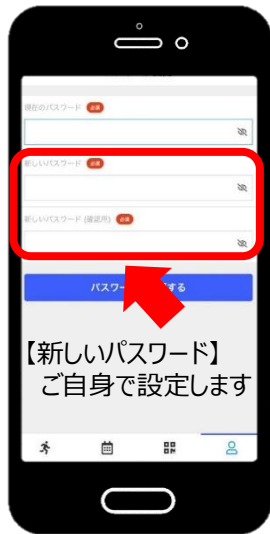 現在のパスワード 必須
新しいパスワード 必須
新しいパスワード (確認用) 必須
パスワー する
【新しいパスワード】
ご自身で設定します